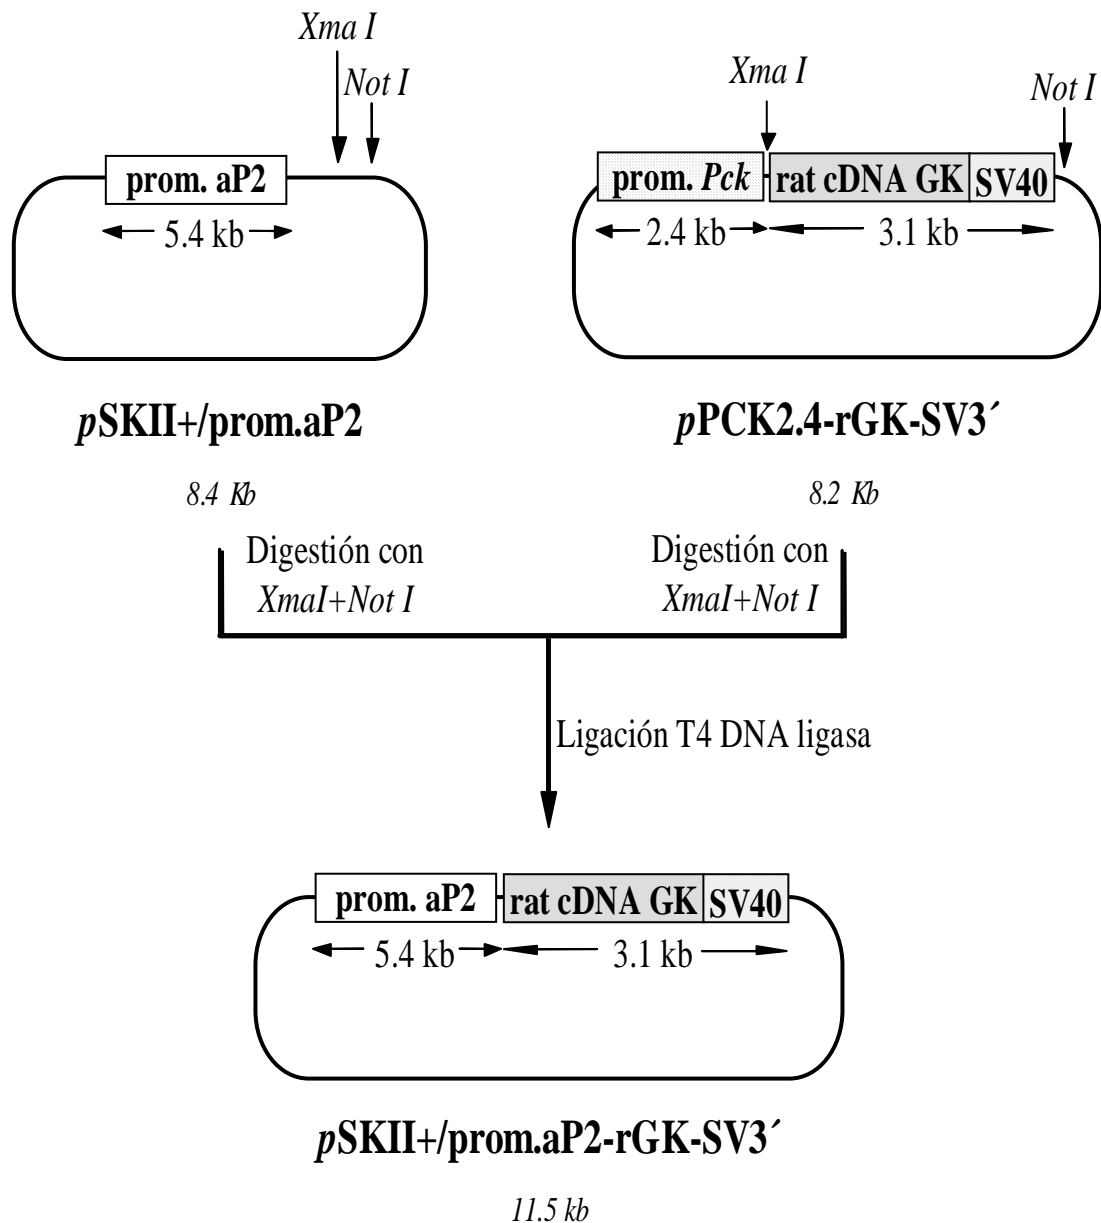 Xma I
Not I
prom. aP2
5.4 kb
pSKII+/prom.aP2
8.4 Kb
Xma I
Not I
prom. Pck
rat cDNA GK
SV40
2.4 kb
3.1 kb
pPCK2.4-rGK-SV3´
8.2 Kb
Digestión con
XmaI+Not I
Digestión con
XmaI+Not I
Ligación T4 DNA ligasa
prom. aP2
rat cDNA GK
SV40
5.4 kb
3.1 kb
pSKII+/prom.aP2-rGK-SV3´
11.5 kb